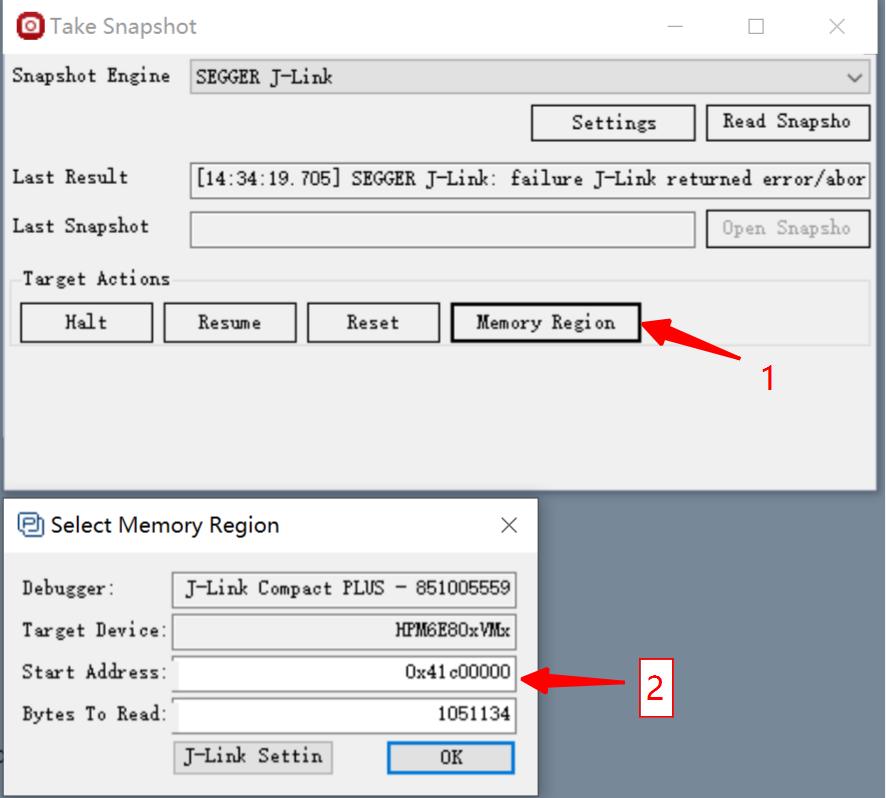 Take Snapshot
Snapshot Engine SEGGER J-Link
Settings Read Snapsho
Last Result [14:34:19.705] SEGGER J-Link: failure J-Link returned error/abor
Last Snapshot Open Snapsho
Target Actions
Halt Resume Reset Memory Region
1
Select Memory Region
Debugger: J-Link Compact PLUS - 851005559
Target Device: HPM6E80xVMx
Start Address: 0x41c00000
2
Bytes To Read: 1051134
J-Link Settin OK